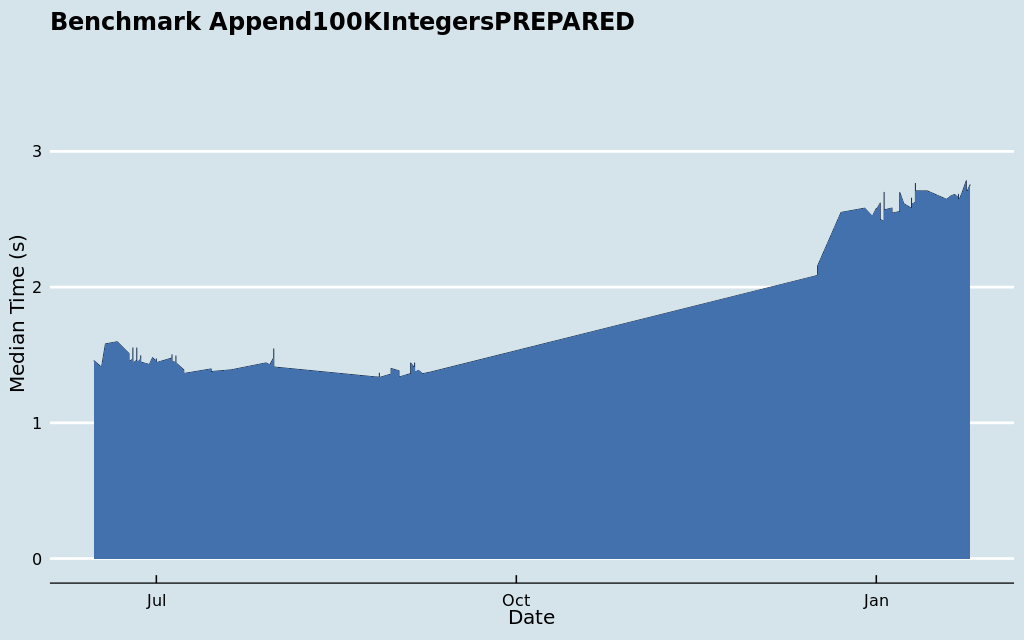 Benchmark Append100KIntegersPREPARED
Median Time (s)
3
2
1
0
Jul
Oct
Jan
Date